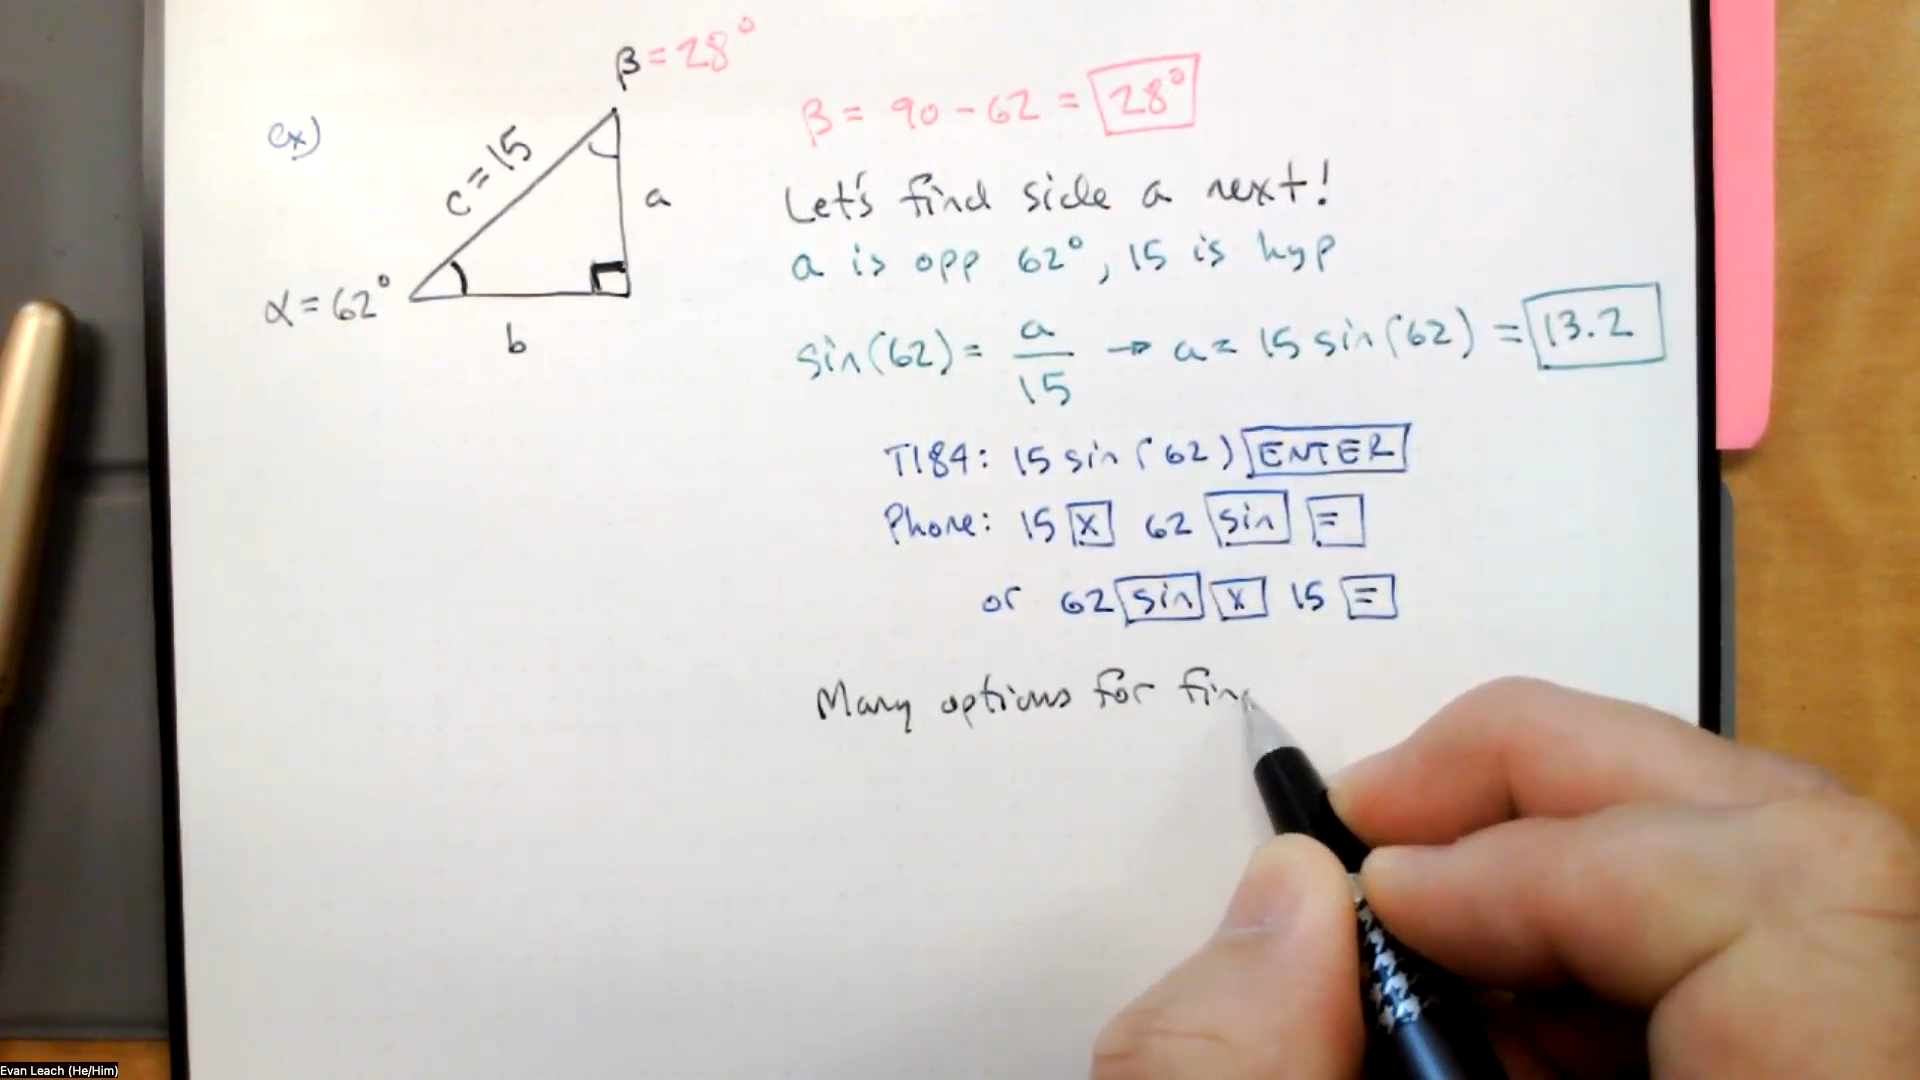 ex)
β = 28°
c = 15
a
α = 62°
b
β = 90 - 62 = 28°
Let's find side a next!
a is opp 62°, 15 is hyp
sin(62) = a/15 → a = 15 sin(62) = 13.2
TI84: 15 sin(62) ENTER
Phone: 15 x 62 sin =
or 62 sin x 15 =
Many options for fin
Evan Leach (He/Him)